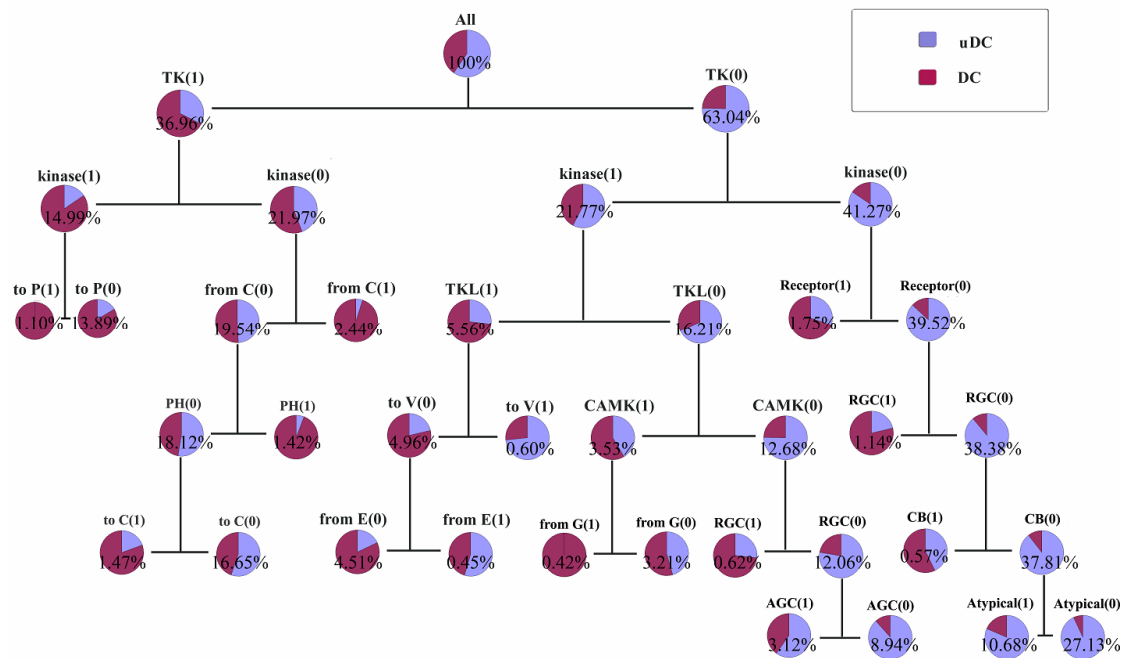 All
100%
uDC
DC
TK(1)
36.96%
TK(0)
63.04%
kinase(1)
14.99%
kinase(0)
21.97%
kinase(1)
21.77%
kinase(0)
41.27%
to P(1)
1.10%
to P(0)
13.89%
from C(0)
19.54%
from C(1)
2.44%
TKL(1)
5.56%
TKL(0)
16.21%
Receptor(1)
1.75%
Receptor(0)
39.52%
PH(0)
18.12%
PH(1)
1.42%
to V(0)
4.96%
to V(1)
0.60%
CAMK(1)
3.53%
CAMK(0)
12.68%
RGC(1)
1.14%
RGC(0)
38.38%
to C(1)
1.47%
to C(0)
16.65%
from E(0)
4.51%
from E(1)
0.45%
from G(1)
0.42%
from G(0)
3.21%
RGC(1)
0.62%
RGC(0)
12.06%
CB(1)
0.57%
CB(0)
37.81%
AGC(1)
3.12%
AGC(0)
8.94%
Atypical(1)
10.68%
Atypical(0)
27.13%